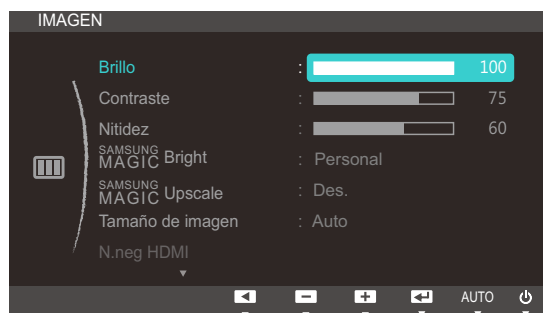 IMAGEN
Brillo : 100
Contraste : 75
Nitidez : 60
SAMSUNG MAGIC Bright : Personal
SAMSUNG MAGIC Upscale : Des.
Tamaño de imagen : Auto
N.neg HDMI
AUTO